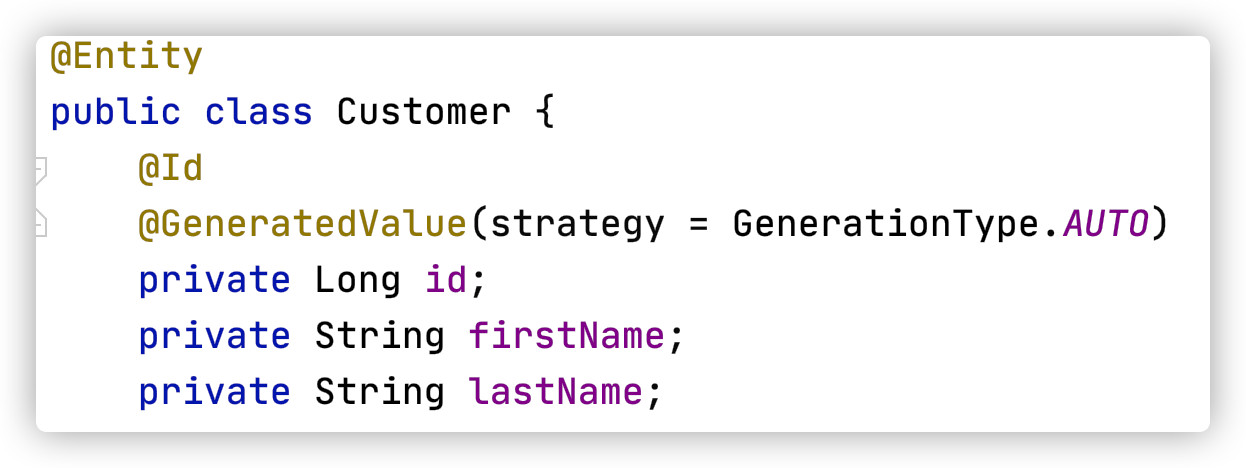 @Entity
public class Customer {
    @Id
    @GeneratedValue(strategy = GenerationType.AUTO)
    private Long id;
    private String firstName;
    private String lastName;